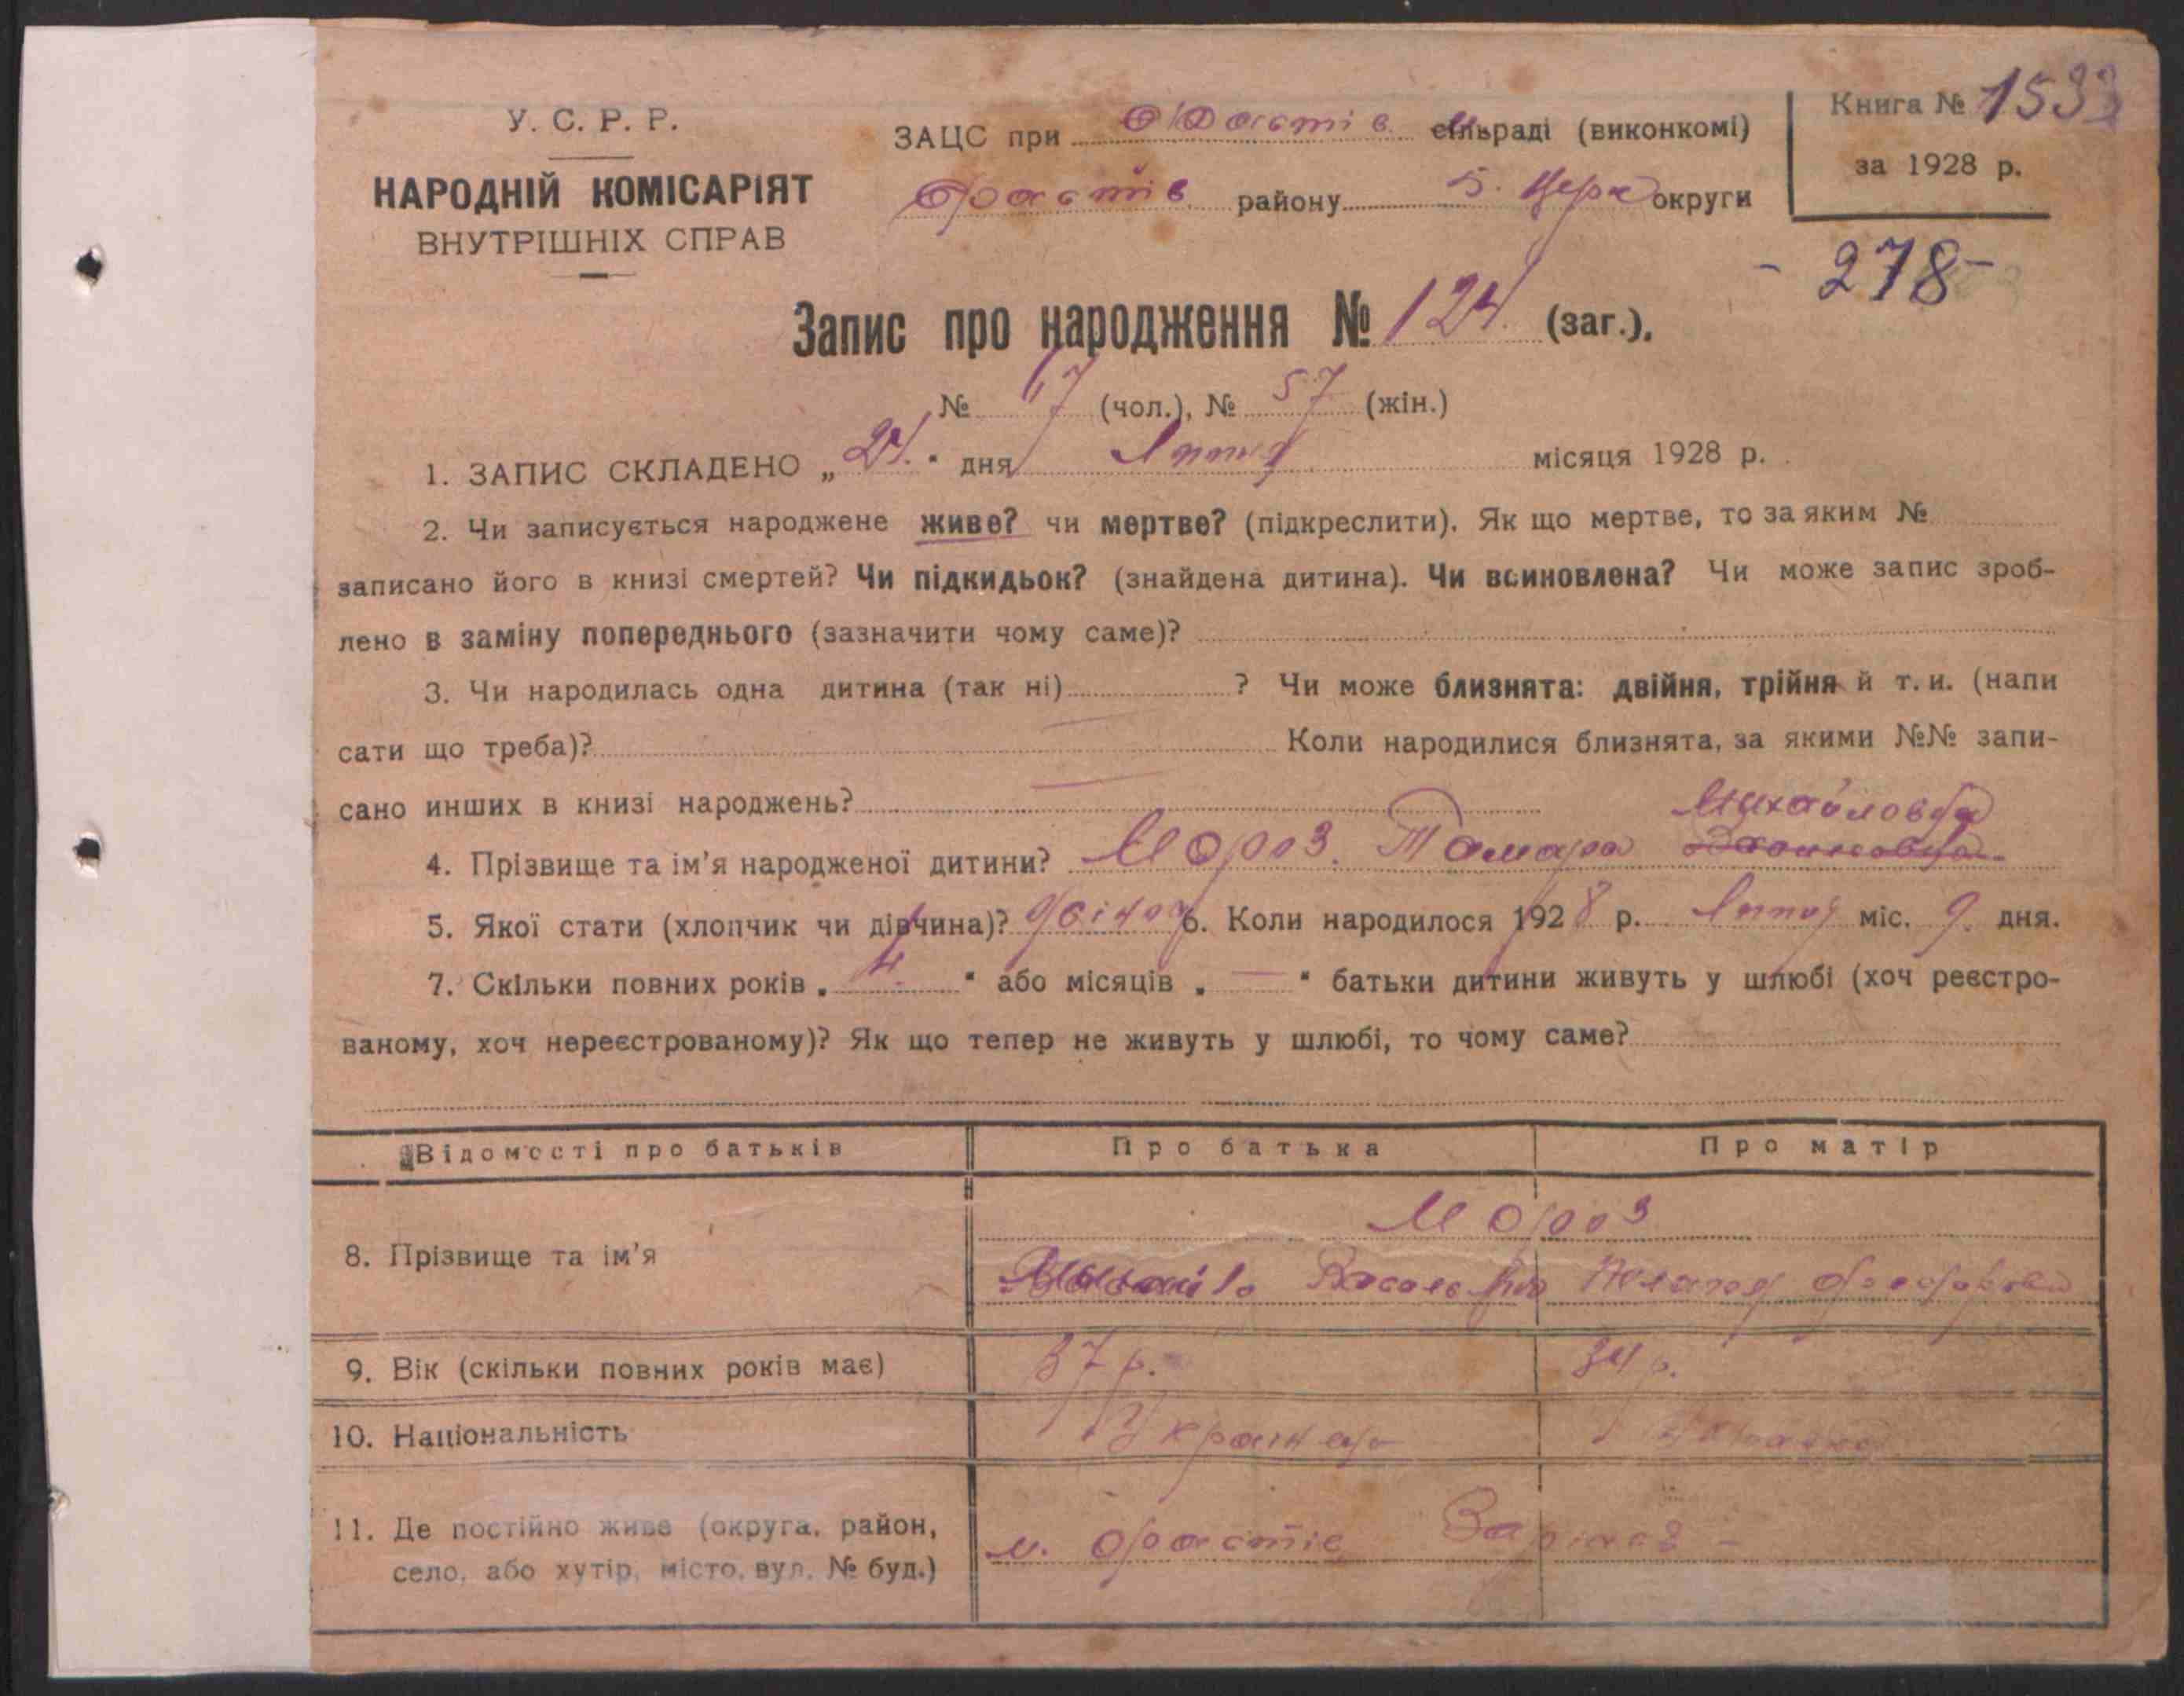 У. С. Р. Р.
НАРОДНІЙ КОМІСАРІЯТ
ВНУТРІШНІХ СПРАВ
ЗАЦС при Фастів сільраді (виконкомі)
Фастів району Б. Церк округи
Книга № 1533
за 1928 р.
- 278 -
Запис про народження № 124 (заг.).
№ 67 (чол.), № 57 (жін.)
1. ЗАПИС СКЛАДЕНО „ 24. " дня Лютого місяця 1928 р.
2. Чи записується народжене живе? чи мертве? (підкреслити). Як що мертве, то за яким №
записано його в книзі смертей? Чи підкидьок? (знайдена дитина). Чи всиновлена? Чи може запис зроб-
лено в заміну попереднього (зазначити чому саме)?
3. Чи народилась одна дитина (так ні) ? Чи може близнята: двійня, трійня й т. и. (напи
сати що треба)? Коли народилися близнята, за якими №№ запи-
сано инших в книзі народжень?
Михайловна
4. Прізвище та ім'я народженої дитини? Мороз Тамара
5. Якої стати (хлопчик чи дівчина)? дівчор 6. Коли народилося 1928 р. Лютого міс. 9. дня.
7. Скільки повних років „ 4. " або місяців „ — " батьки дитини живуть у шлюбі (хоч реєстро-
ваному, хоч нереєстрованому)? Як що тепер не живуть у шлюбі, то чому саме?
Відомості про батьків Про батька Про матір
Мороз
8. Прізвище та ім'я Михайло
9. Вік (скільки повних років має) 37 р. 34 р.
10. Національність Українець
11. Де постійно живе (округа, район,
село, або хутір, місто, вул. № буд.) м. Фастів